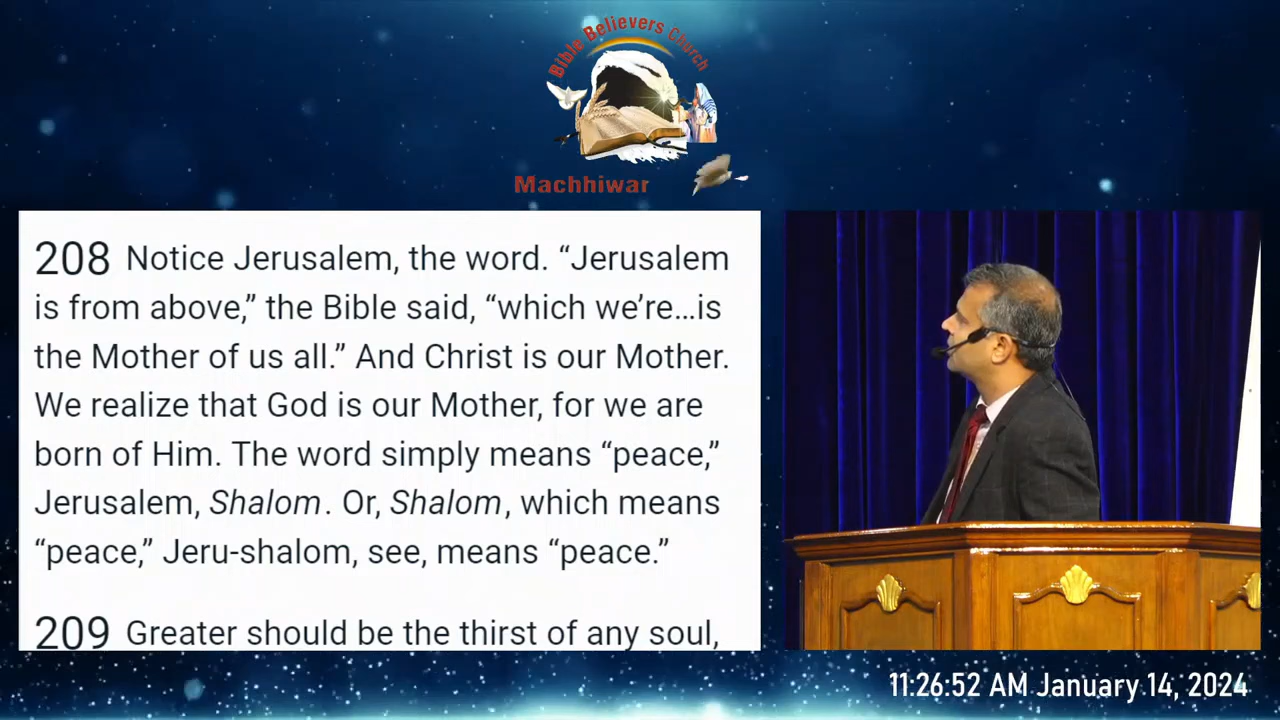 Bible Believers Church
Machhiwar
208 Notice Jerusalem, the word. “Jerusalem
is from above,” the Bible said, “which we’re…is
the Mother of us all.” And Christ is our Mother.
We realize that God is our Mother, for we are
born of Him. The word simply means “peace,”
Jerusalem, Shalom. Or, Shalom, which means
“peace,” Jeru-shalom, see, means “peace.”
209 Greater should be the thirst of any soul,
11:26:52 AM January 14, 2024